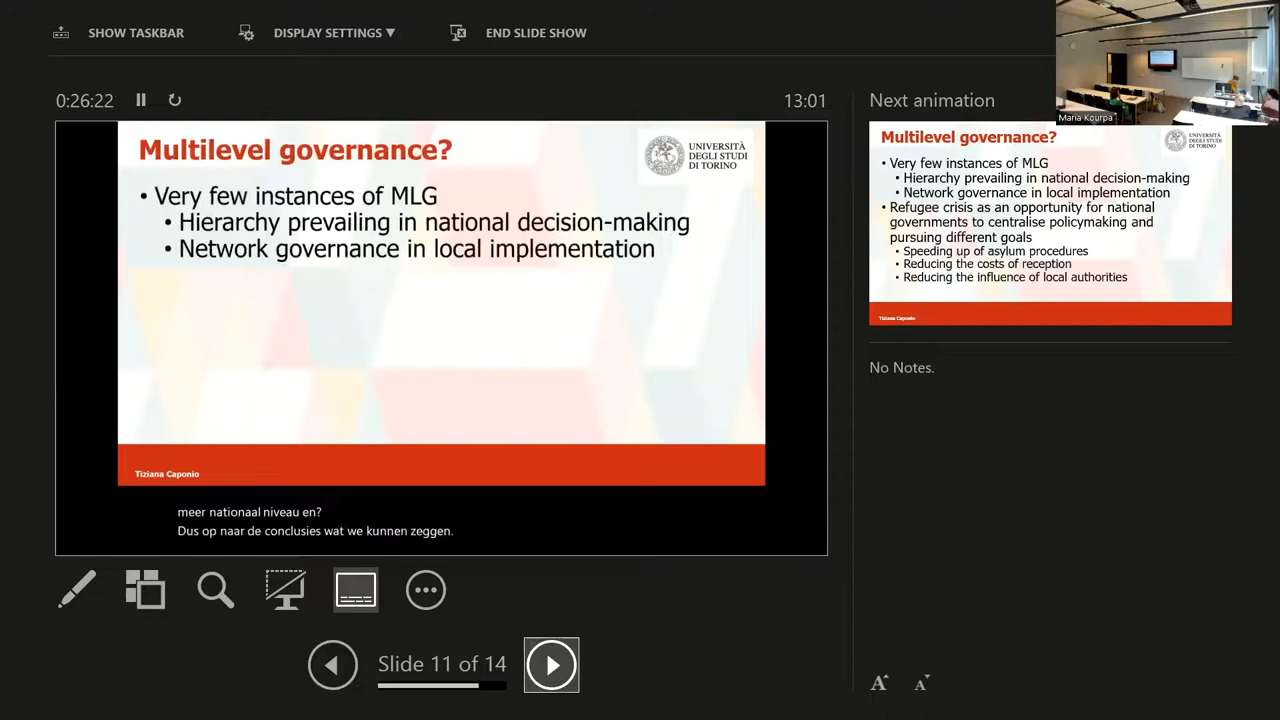 SHOW TASKBAR
DISPLAY SETTINGS ▼
END SLIDE SHOW
0:26:22
13:01
Next animation
Maria Kourpa
Multilevel governance?
UNIVERSITÀ
DEGLI STUDI
DI TORINO
• Very few instances of MLG
• Hierarchy prevailing in national decision-making
• Network governance in local implementation
Tiziana Caponio
meer nationaal niveau en?
Dus op naar de conclusies wat we kunnen zeggen.
Multilevel governance?
UNIVERSITÀ
DEGLI STUDI
DI TORINO
• Very few instances of MLG
• Hierarchy prevailing in national decision-making
• Network governance in local implementation
• Refugee crisis as an opportunity for national
governments to centralise policymaking and
pursuing different goals
• Speeding up of asylum procedures
• Reducing the costs of reception
• Reducing the influence of local authorities
Tiziana Caponio
No Notes.
Slide 11 of 14
A A